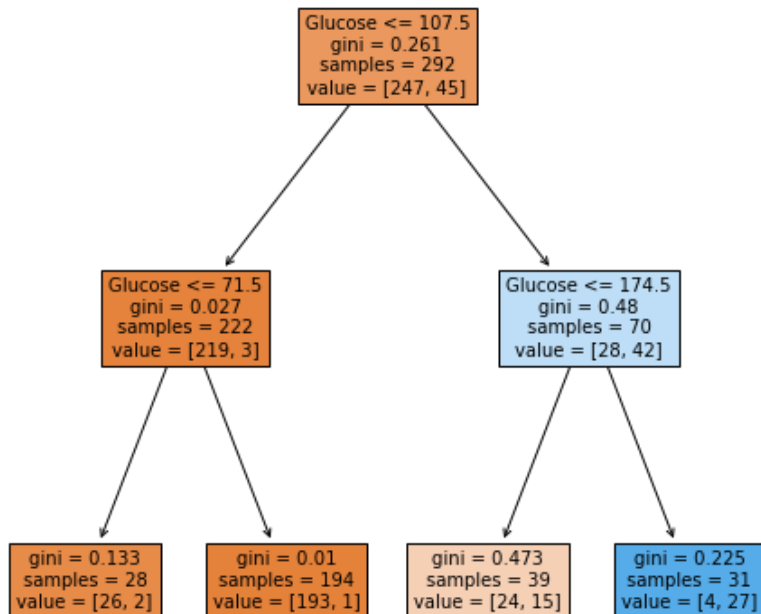 Glucose <= 107.5
gini = 0.261
samples = 292
value = [247, 45]
Glucose <= 71.5
gini = 0.027
samples = 222
value = [219, 3]
Glucose <= 174.5
gini = 0.48
samples = 70
value = [28, 42]
gini = 0.133
samples = 28
value = [26, 2]
gini = 0.01
samples = 194
value = [193, 1]
gini = 0.473
samples = 39
value = [24, 15]
gini = 0.225
samples = 31
value = [4, 27]